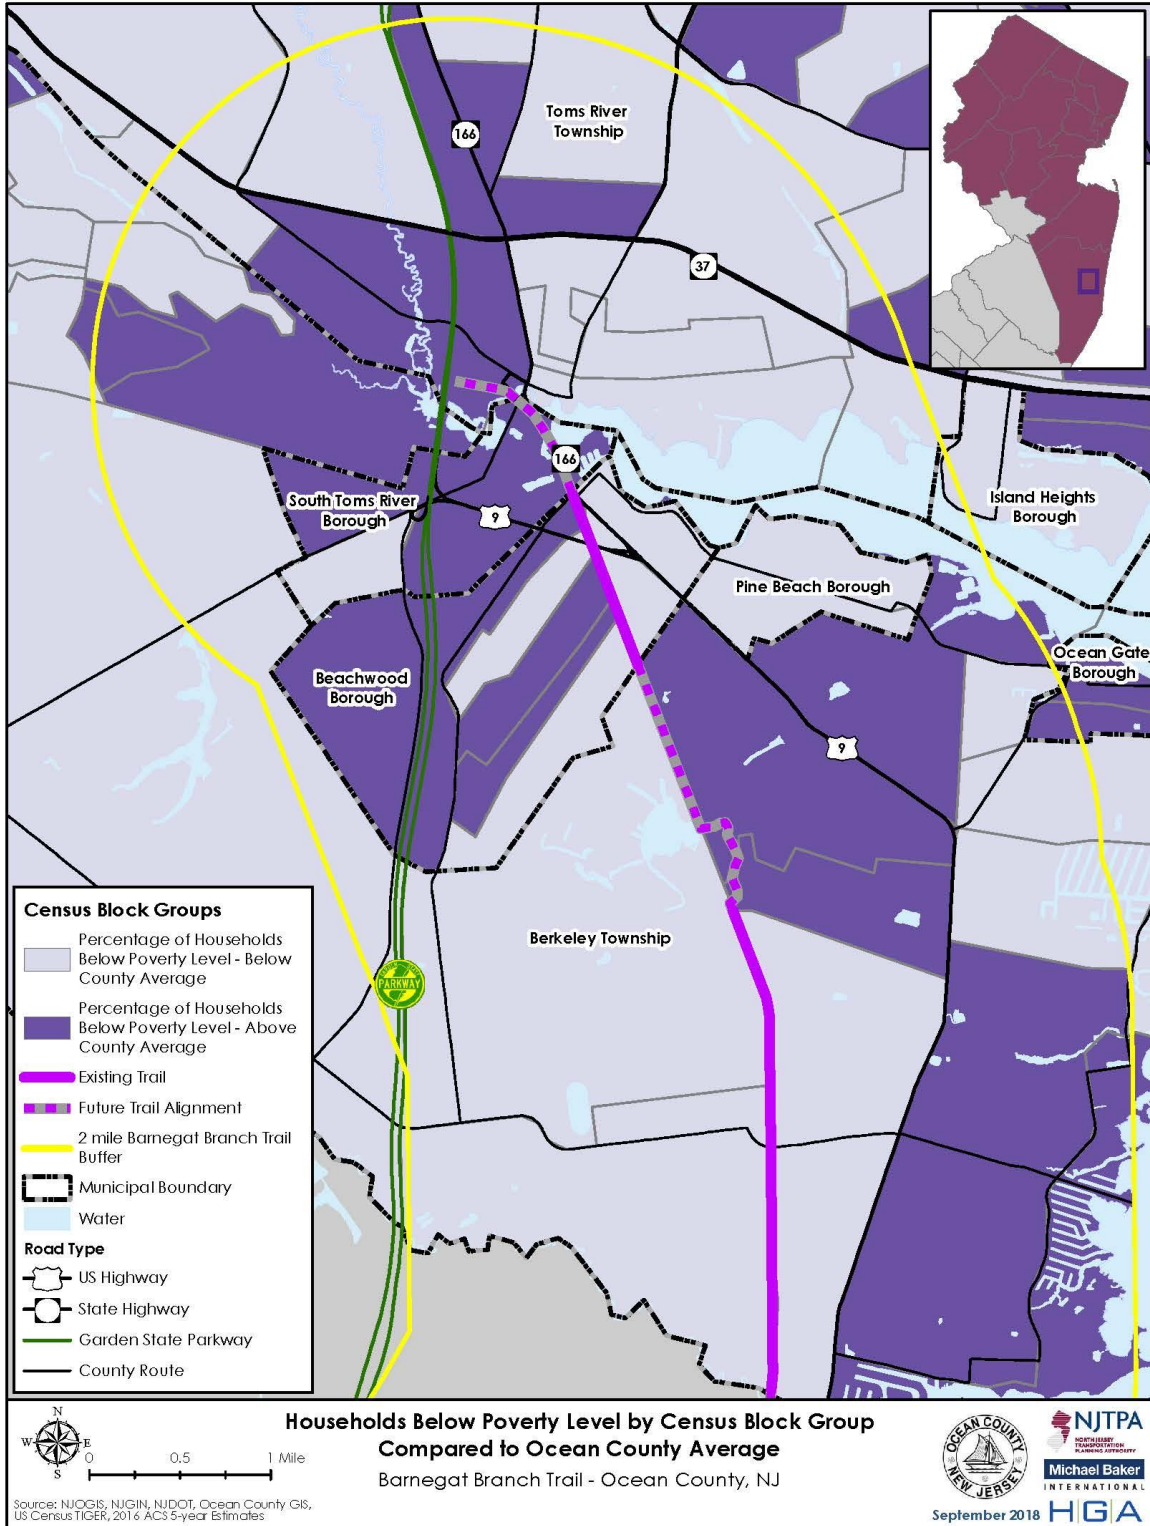 Toms River
Township
166
37
166
South Toms River
Borough
9
Island Heights
Borough
Pine Beach Borough
Ocean Gate
Borough
Beachwood
Borough
9
Berkeley Township
PARKWAY
Census Block Groups
Percentage of Households
Below Poverty Level - Below
County Average
Percentage of Households
Below Poverty Level - Above
County Average
Existing Trail
Future Trail Alignment
2 mile Barnegat Branch Trail
Buffer
Municipal Boundary
Water
Road Type
US Highway
State Highway
Garden State Parkway
County Route
N
W E
S
0 0.5 1 Mile
Source: NJOGIS, NJGIN, NJDOT, Ocean County GIS,
US Census TIGER, 2016 ACS 5-year Estimates
Households Below Poverty Level by Census Block Group
Compared to Ocean County Average
Barnegat Branch Trail - Ocean County, NJ
OCEAN COUNTY
NEW JERSEY
September 2018
NJTPA
NORTH JERSEY
TRANSPORTATION
PLANNING AUTHORITY
Michael Baker
INTERNATIONAL
H|G|A